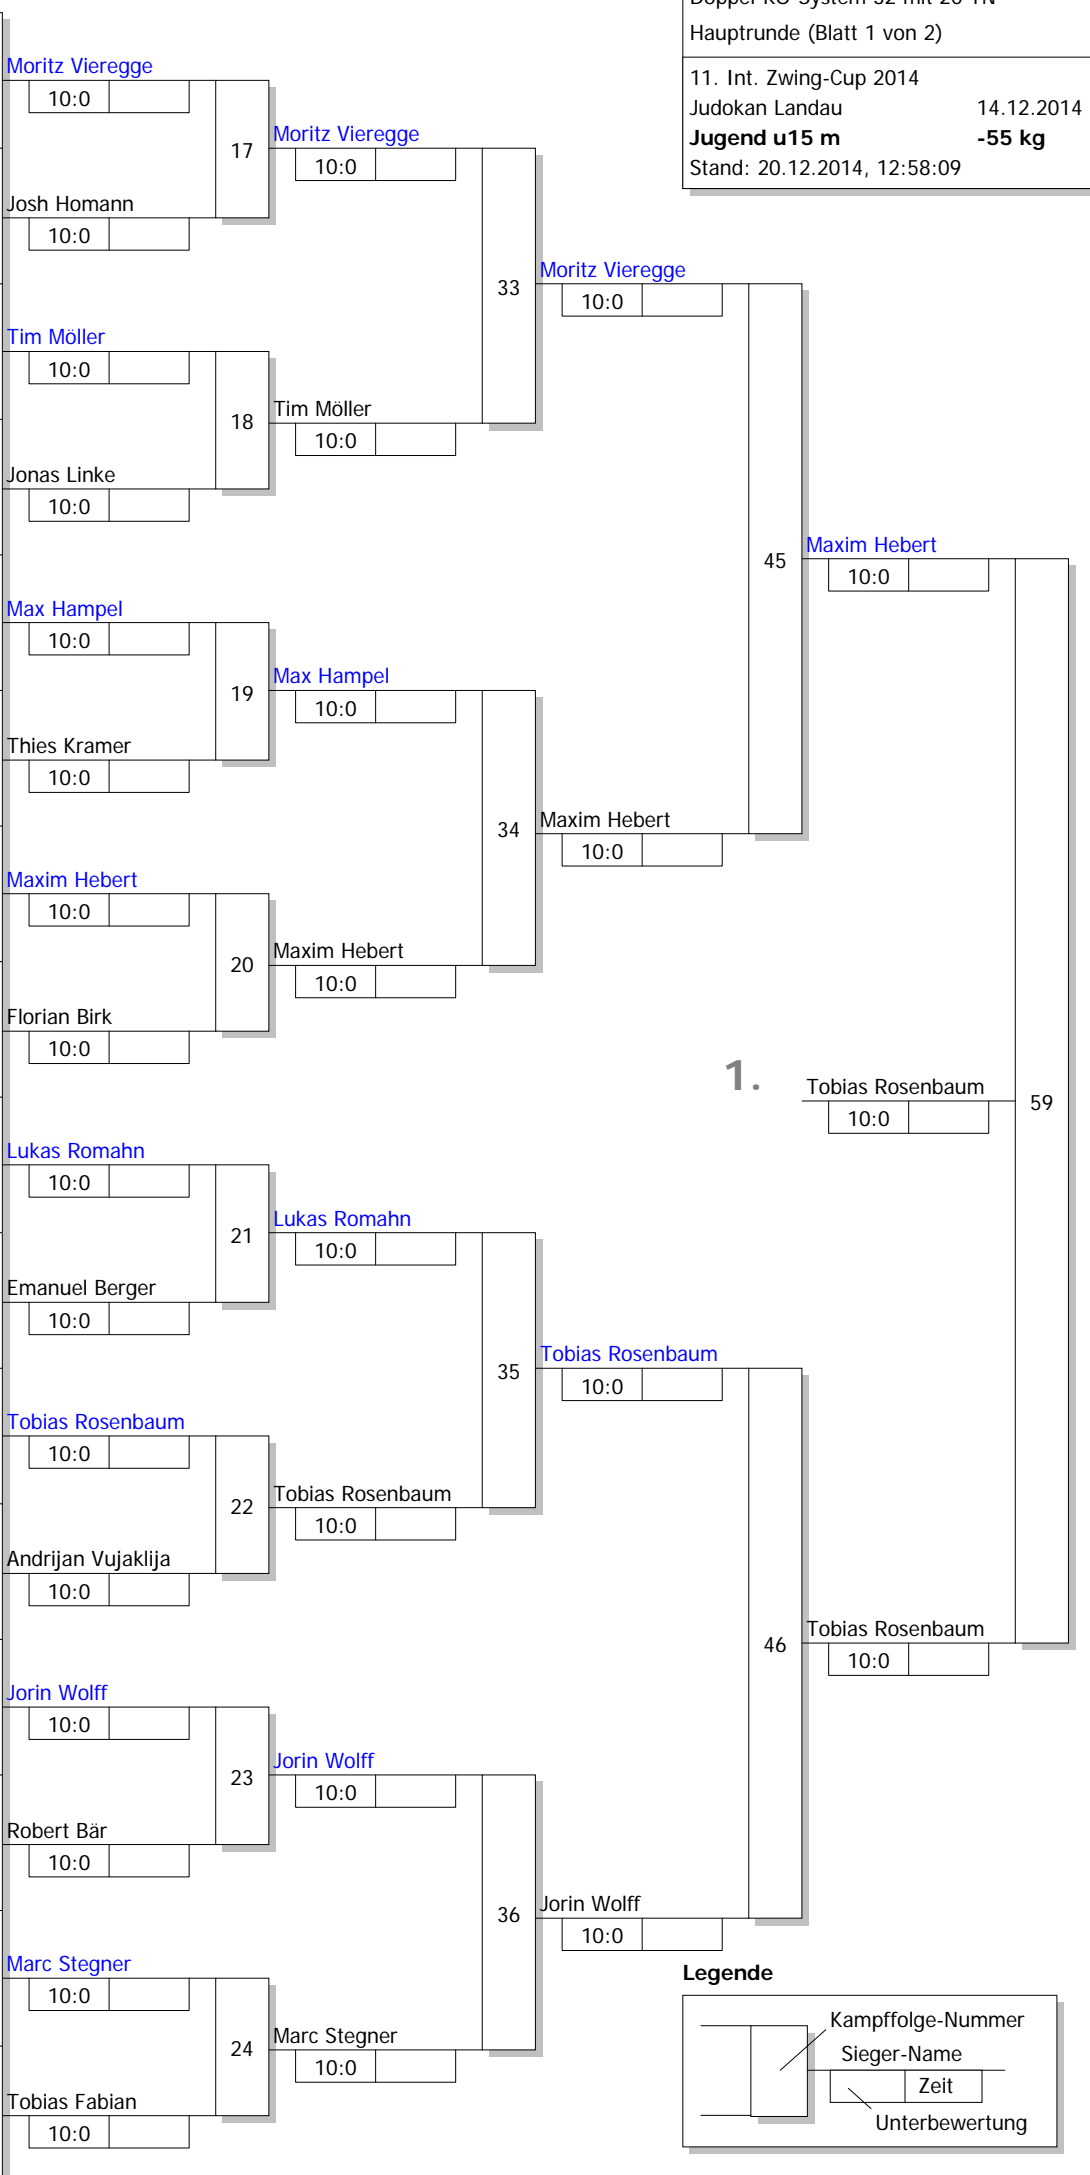 Hauptrunde (Blatt 1 von 2)
11. Int. Zwing-Cup 2014
Judokan Landau 14.12.2014
Jugend u15 m -55 kg
Stand: 20.12.2014, 12:58:09
Moritz Vieregge
10:0
17
Josh Homann
10:0
Tim Möller
10:0
18
Jonas Linke
10:0
Max Hampel
10:0
19
Thies Kramer
10:0
Maxim Hebert
10:0
20
Florian Birk
10:0
Lukas Romahn
10:0
21
Emanuel Berger
10:0
Tobias Rosenbaum
10:0
22
Andrijan Vujaklija
10:0
Jorin Wolff
10:0
23
Robert Bär
10:0
Marc Stegner
10:0
24
Tobias Fabian
10:0
Moritz Vieregge
10:0
33
Tim Möller
10:0
Max Hampel
10:0
34
Maxim Hebert
10:0
Lukas Romahn
10:0
35
Tobias Rosenbaum
10:0
Jorin Wolff
10:0
36
Marc Stegner
10:0
Moritz Vieregge
10:0
45
Maxim Hebert
10:0
Tobias Rosenbaum
10:0
46
Jorin Wolff
10:0
Maxim Hebert
10:0
1.
Tobias Rosenbaum
10:0
59
Tobias Rosenbaum
10:0
Legende
Kampffolge-Nummer
Sieger-Name
Zeit
Unterbewertung